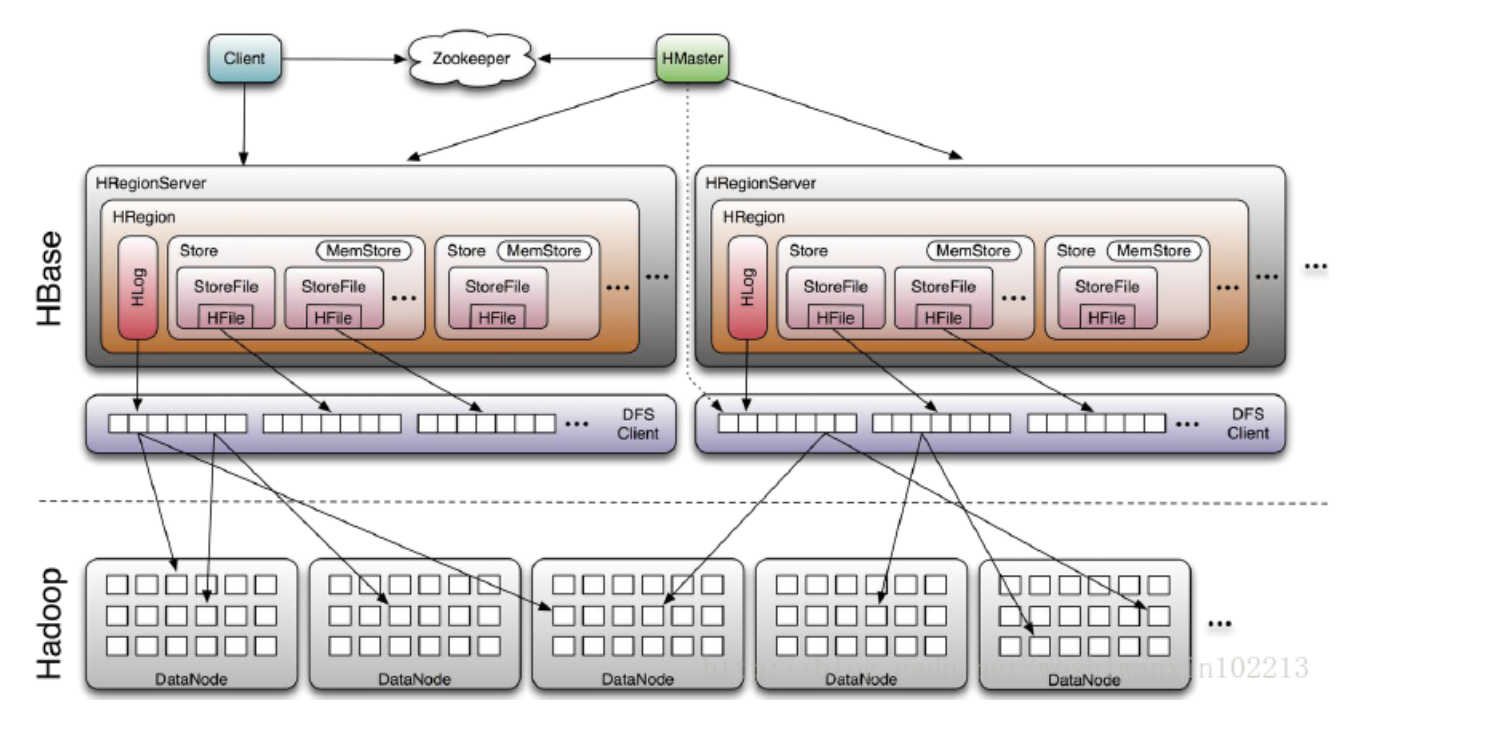 Client
Zookeeper
HMaster
HBase
HRegionServer
HRegion
HLog
Store
MemStore
StoreFile
HFile
StoreFile
HFile
...
Store
MemStore
StoreFile
HFile
...
...
HRegionServer
HRegion
HLog
Store
MemStore
StoreFile
HFile
StoreFile
HFile
...
Store
MemStore
StoreFile
HFile
...
...
...
...
DFS
Client
...
DFS
Client
Hadoop
DataNode
DataNode
DataNode
DataNode
DataNode
...